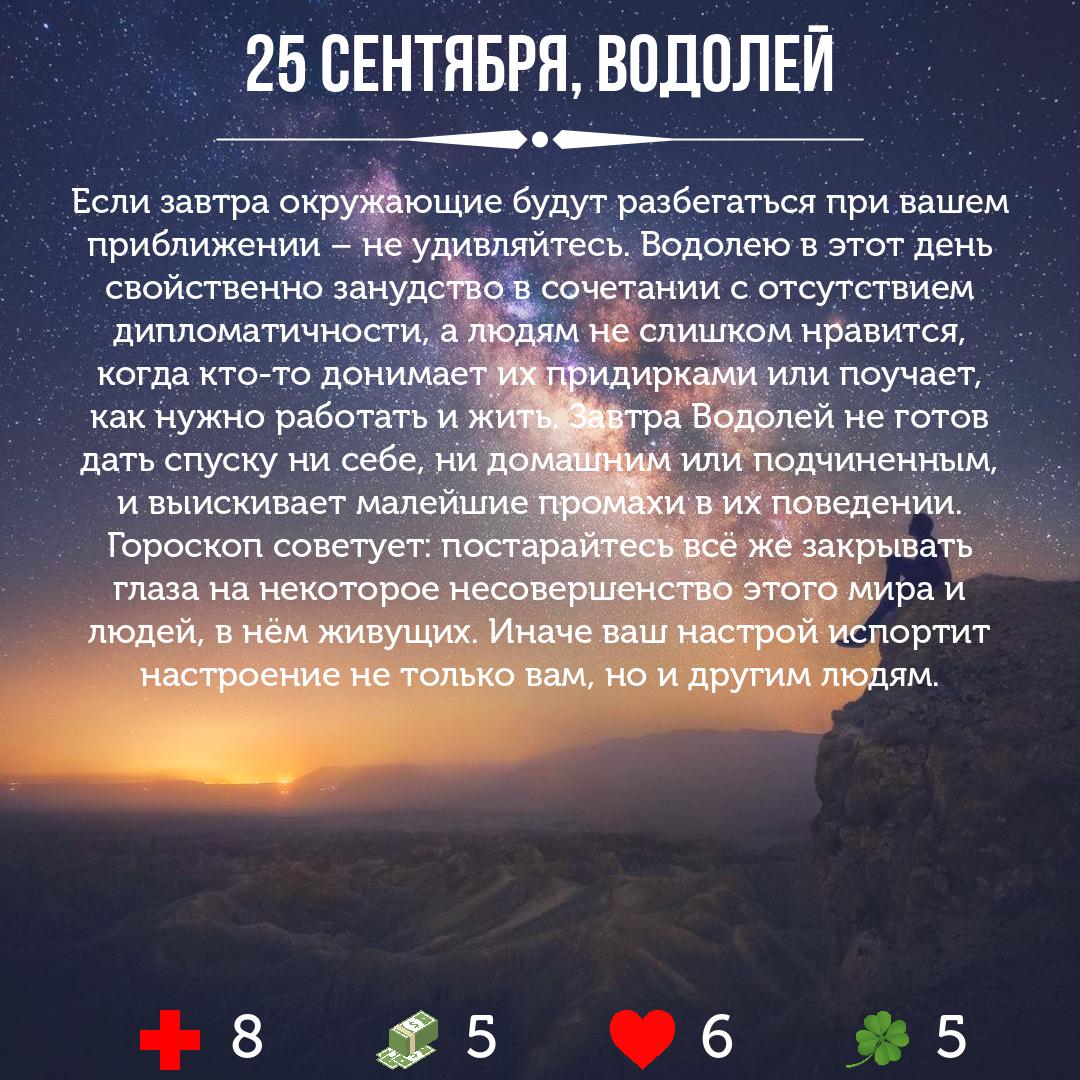 25 СЕНТЯБРЯ, ВОДОЛЕЙ
Если завтра окружающие будут разбегаться при вашем
приближении – не удивляйтесь. Водолею в этот день
свойственно занудство в сочетании с отсутствием
дипломатичности, а людям не слишком нравится,
когда кто-то донимает их придирками или поучает,
как нужно работать и жить. Завтра Водолей не готов
дать спуску ни себе, ни домашним или подчиненным,
и выискивает малейшие промахи в их поведении.
Гороскоп советует: постарайтесь всё же закрывать
глаза на некоторое несовершенство этого мира и
людей, в нём живущих. Иначе ваш настрой испортит
настроение не только вам, но и другим людям.
8 5 6 5